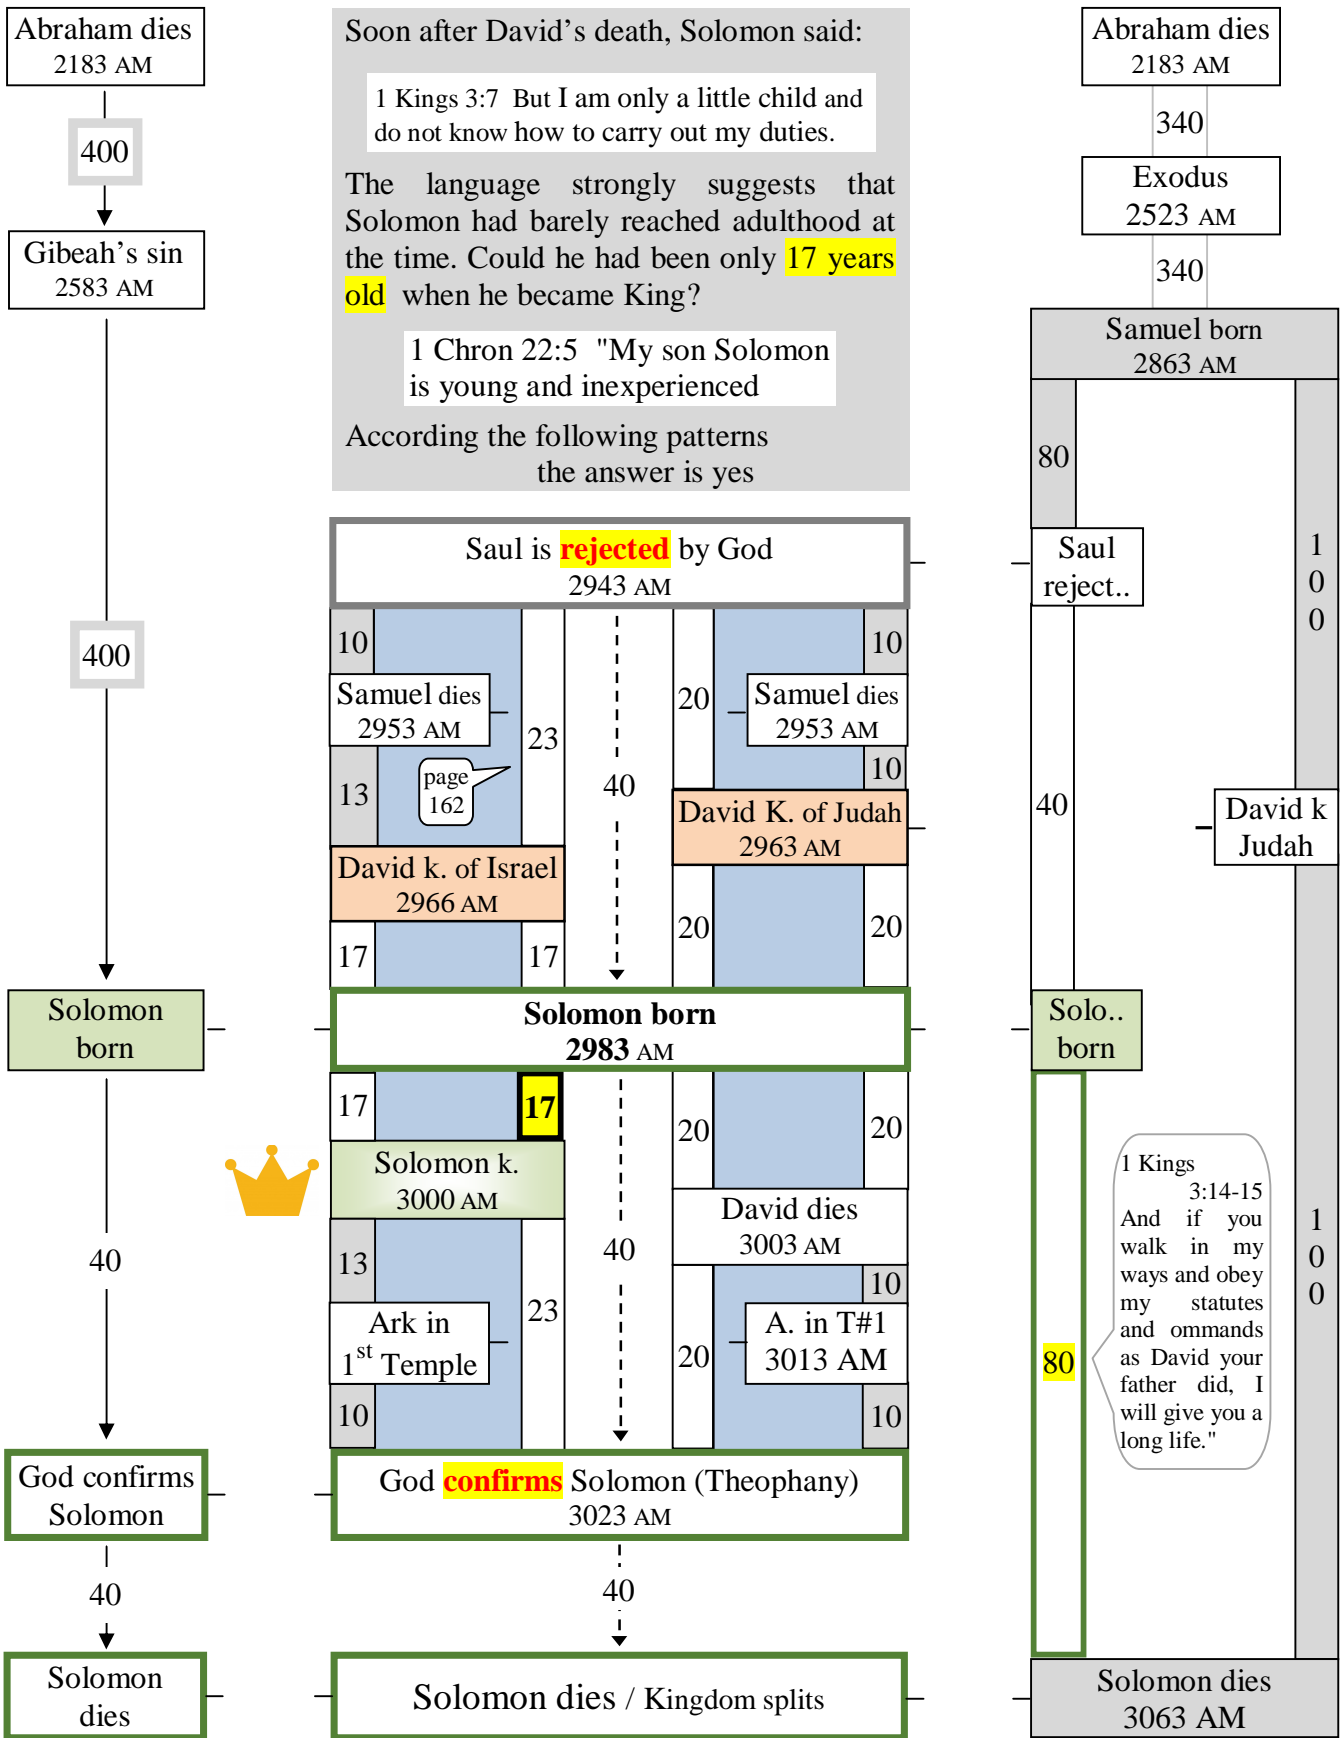 Abraham dies
2183 AM
400
Gibeah's sin
2583 AM
400
Solomon
born
40
God confirms
Solomon
40
Solomon
dies
Soon after David's death, Solomon said:
1 Kings 3:7 But I am only a little child and
do not know how to carry out my duties.
The language strongly suggests that
Solomon had barely reached adulthood at
the time. Could he had been only 17 years
old when he became King?
1 Chron 22:5 "My son Solomon
is young and inexperienced
According the following patterns
the answer is yes
Saul is rejected by God
2943 AM
10
Samuel dies
2953 AM
13
23
page
162
David k. of Israel
2966 AM
17
17
40
20
10
Samuel dies
2953 AM
10
David K. of Judah
2963 AM
20
20
Solomon born
2983 AM
17
17
Solomon k.
3000 AM
13
23
Ark in
1st Temple
10
40
20
20
David dies
3003 AM
20
10
A. in T#1
3013 AM
10
God confirms Solomon (Theophany)
3023 AM
40
Solomon dies / Kingdom splits
Abraham dies
2183 AM
340
Exodus
2523 AM
340
Samuel born
2863 AM
80
Saul
reject..
40
1
0
0
David k
Judah
Solo..
born
80
1 Kings
3:14-15
And if you
walk in my
ways and obey
my statutes
and ommands
as David your
father did, I
will give you a
long life."
1
0
0
Solomon dies
3063 AM